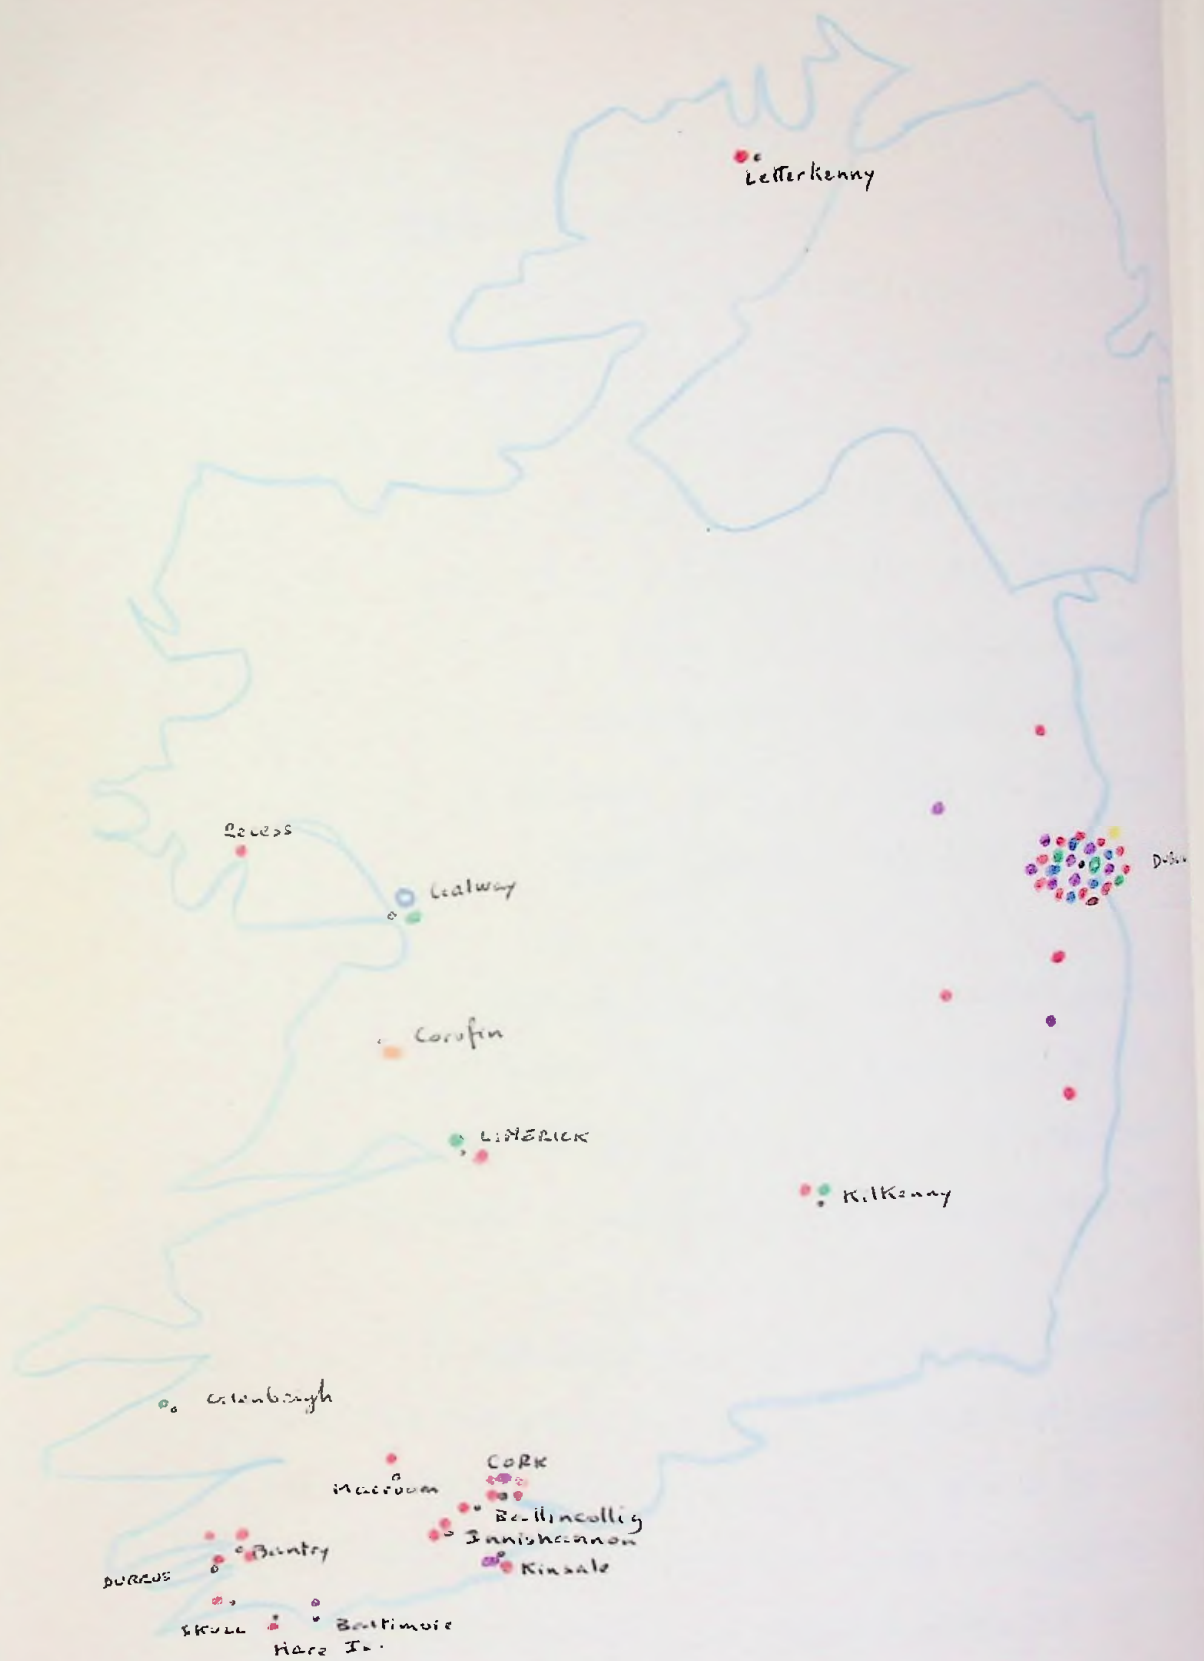 Letterkenny
Recess
Galway
Corofin
LIMERICK
Kilkenny
Glenbeigh
CORK
Macroom
Ballincollig
Innishannon
Bantry
Kinsale
DURRUS
SKULL
Baltimore
Hare Is.